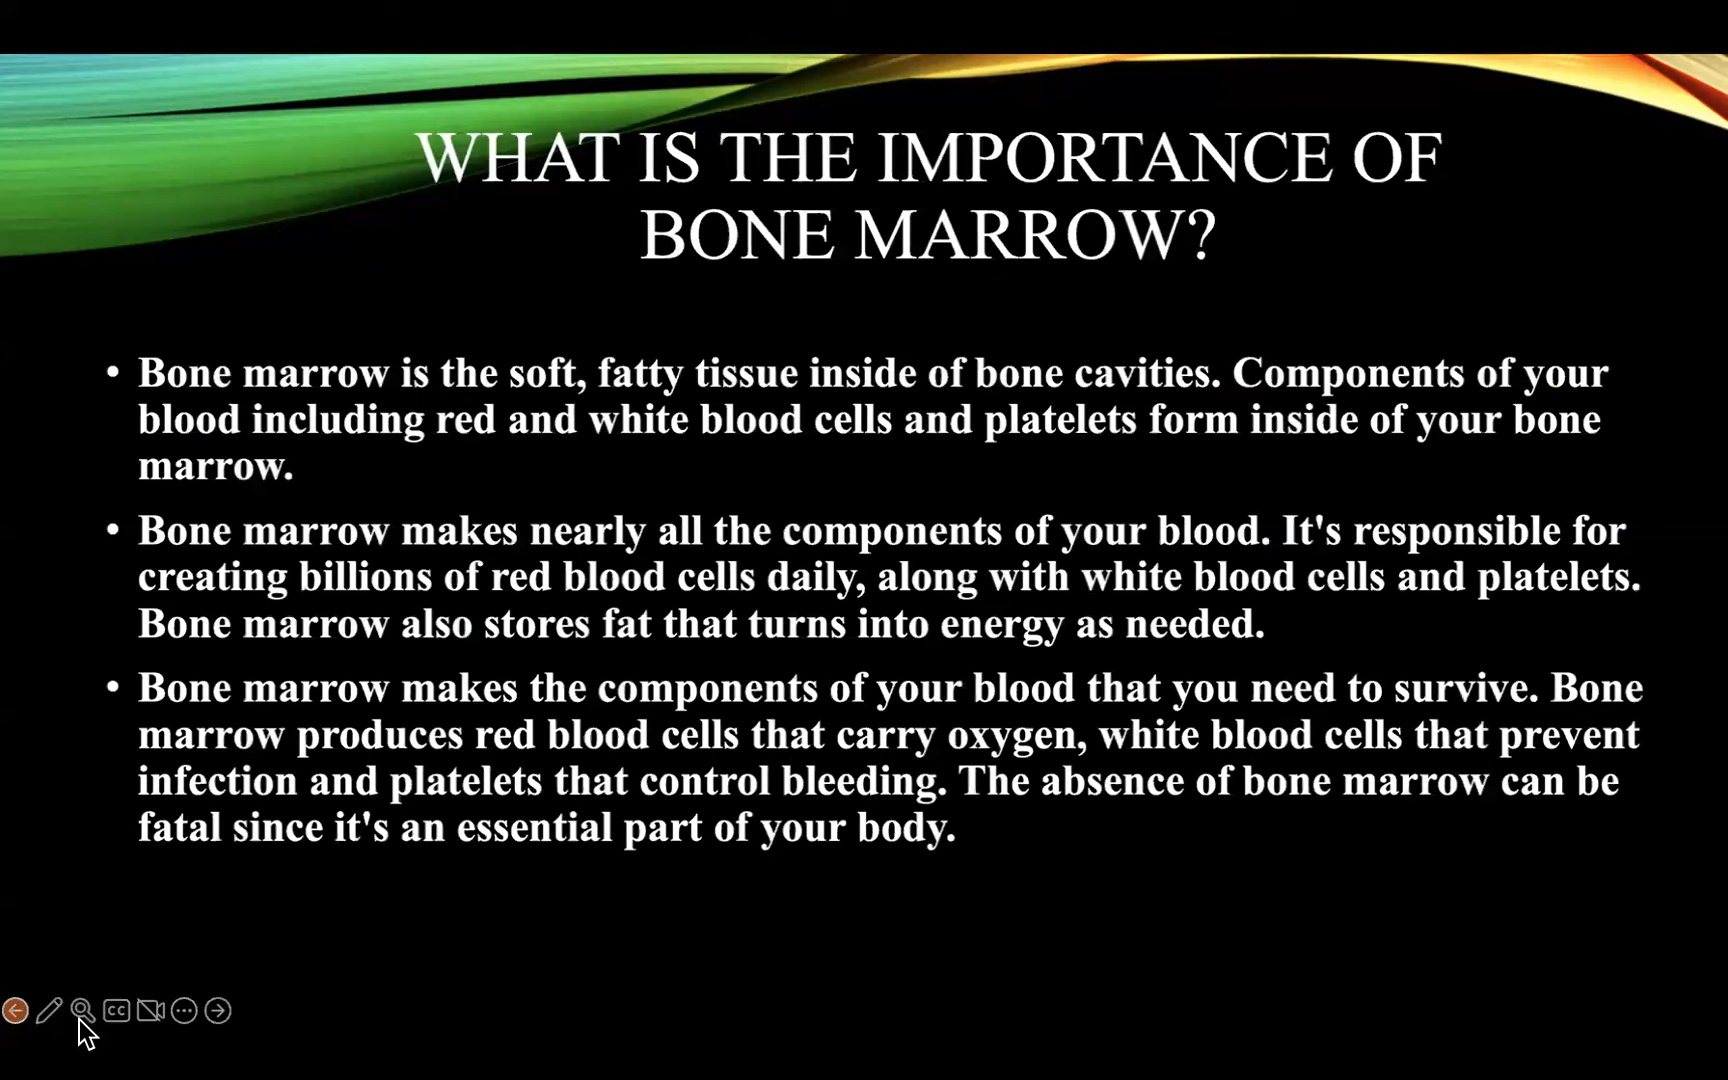 WHAT IS THE IMPORTANCE OF
BONE MARROW?
• Bone marrow is the soft, fatty tissue inside of bone cavities. Components of your
blood including red and white blood cells and platelets form inside of your bone
marrow.
• Bone marrow makes nearly all the components of your blood. It's responsible for
creating billions of red blood cells daily, along with white blood cells and platelets.
Bone marrow also stores fat that turns into energy as needed.
• Bone marrow makes the components of your blood that you need to survive. Bone
marrow produces red blood cells that carry oxygen, white blood cells that prevent
infection and platelets that control bleeding. The absence of bone marrow can be
fatal since it's an essential part of your body.
CC